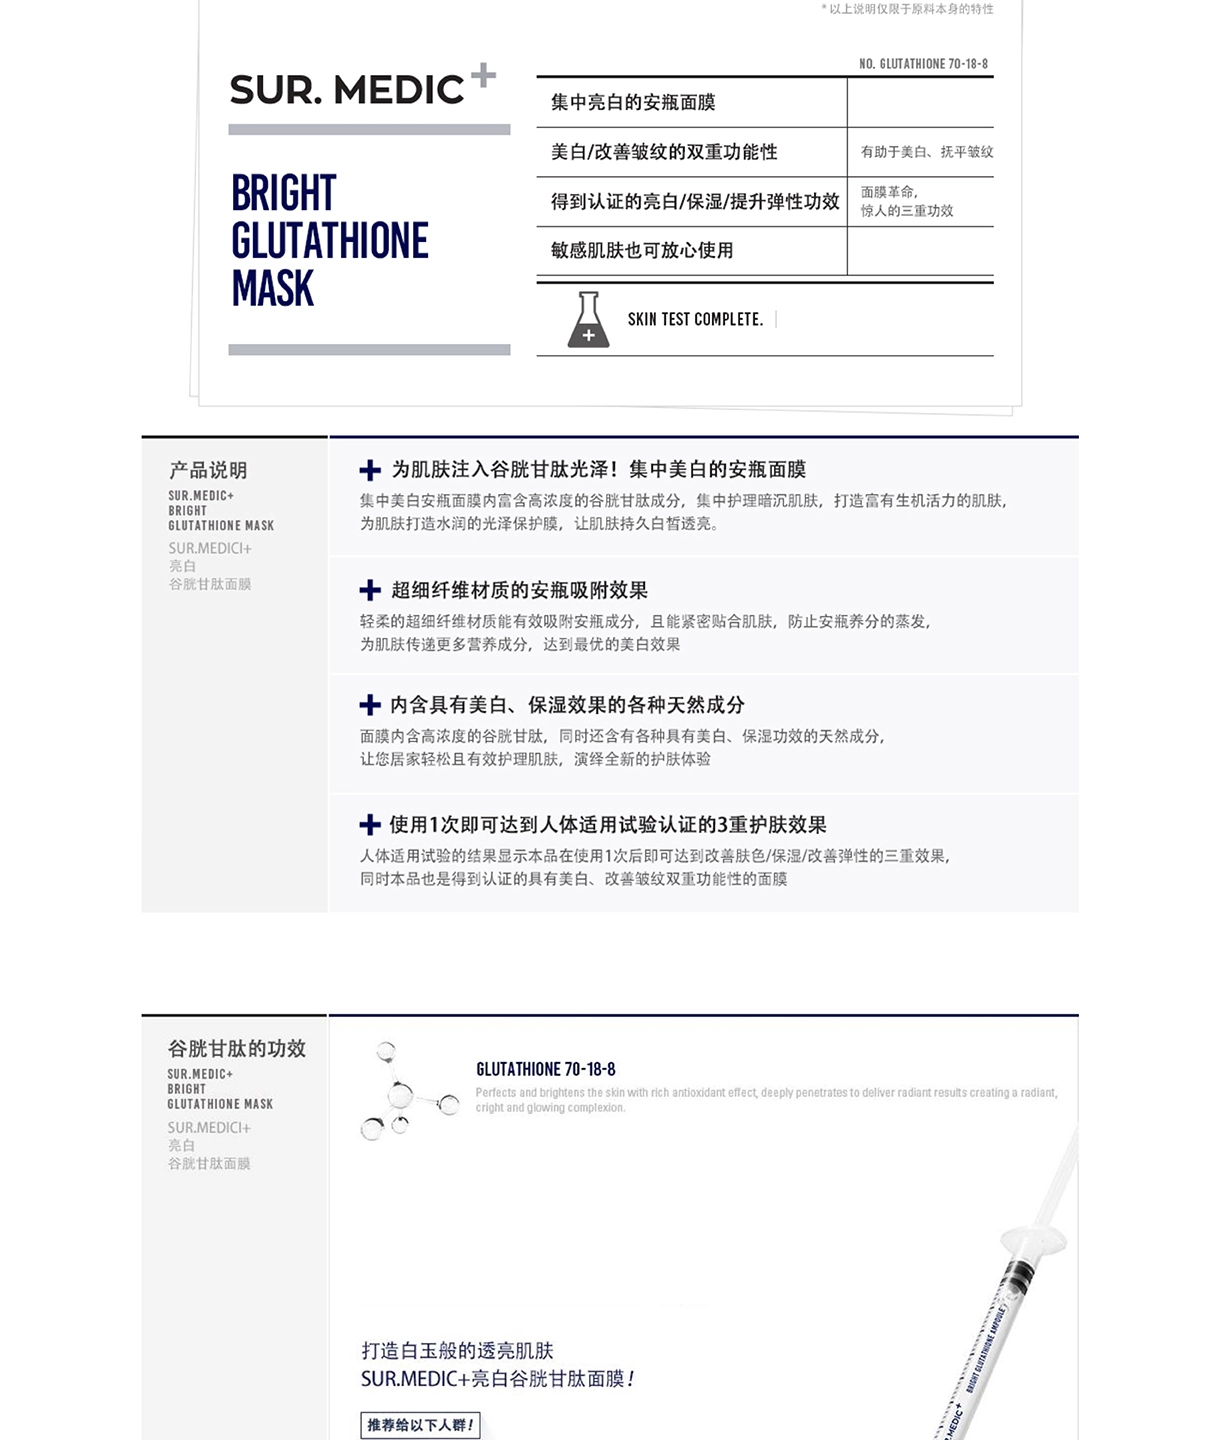 * 以上说明仅限于原料本身的特性
NO. GLUTATHIONE 70-18-8
SUR. MEDIC+
BRIGHT
GLUTATHIONE
MASK
集中亮白的安瓶面膜
美白/改善皱纹的双重功能性
有助于美白、抚平皱纹
得到认证的亮白/保湿/提升弹性功效
面膜革命，
惊人的三重功效
敏感肌肤也可放心使用
SKIN TEST COMPLETE.
产品说明
SUR.MEDIC+
BRIGHT
GLUTATHIONE MASK
SUR.MEDICI+
亮白
谷胱甘肽面膜
为肌肤注入谷胱甘肽光泽！集中美白的安瓶面膜
集中美白安瓶面膜内富含高浓度的谷胱甘肽成分，集中护理暗沉肌肤，打造富有生机活力的肌肤，
为肌肤打造水润的光泽保护膜，让肌肤持久白皙透亮。
超细纤维材质的安瓶吸附效果
轻柔的超细纤维材质能有效吸附安瓶成分，且能紧密贴合肌肤，防止安瓶养分的蒸发，
为肌肤传递更多营养成分，达到最优的美白效果
内含具有美白、保湿效果的各种天然成分
面膜内含高浓度的谷胱甘肽，同时还含有各种具有美白、保湿功效的天然成分，
让您居家轻松且有效护理肌肤，演绎全新的护肤体验
使用1次即可达到人体适用试验认证的3重护肤效果
人体适用试验的结果显示本品在使用1次后即可达到改善肤色/保湿/改善弹性的三重效果，
同时本品也是得到认证的具有美白、改善皱纹双重功能性的面膜
谷胱甘肽的功效
SUR.MEDIC+
BRIGHT
GLUTATHIONE MASK
SUR.MEDICI+
亮白
谷胱甘肽面膜
GLUTATHIONE 70-18-8
Perfects and brightens the skin with rich antioxidant effect, deeply penetrates to deliver radiant results creating a radiant,
cright and glowing complexion.
BRIGHT GLUTATHIONE AMPOULE
.MEDIC+
打造白玉般的透亮肌肤
SUR.MEDIC+亮白谷胱甘肽面膜！
推荐给以下人群！